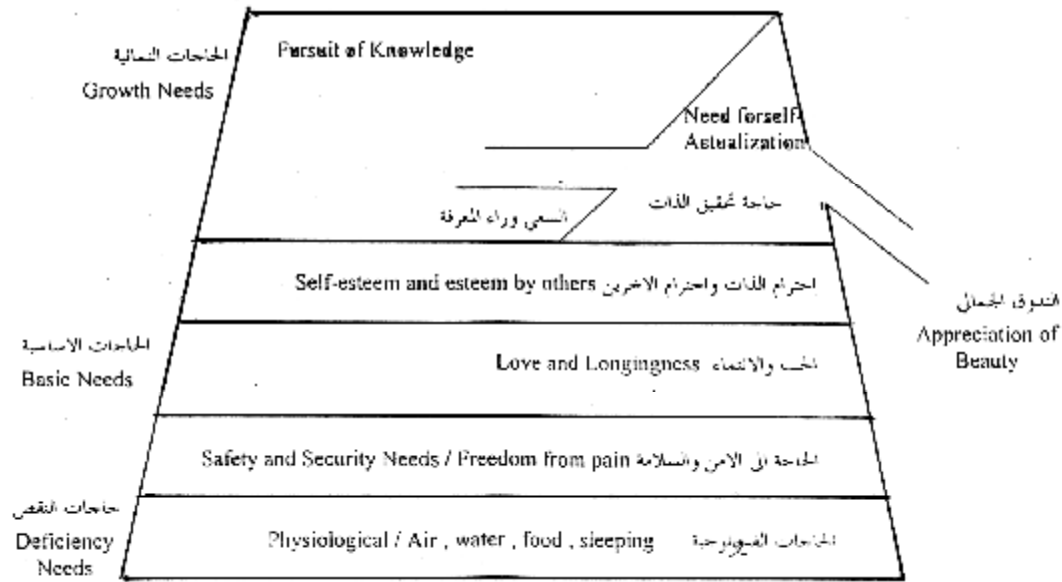 الحاجات النمائية
Growth Needs
Pursuit of Knowledge
Need forself-
Actualization
حاجة تحقيق الذات
السعي وراء المعرفة
Self-esteem and esteem by others احترام الذات واحترام الاخرين
التذوق الجمالي
Appreciation of
Beauty
الحاجات الاساسية
Basic Needs
Love and Longingness الحب والانتماء
Safety and Security Needs / Freedom from pain الحاجة الى الامن والسلامة
حاجات النقص
Deficiency
Needs
Physiological / Air , water , food , sleeping الحاجات الفسيولوجية